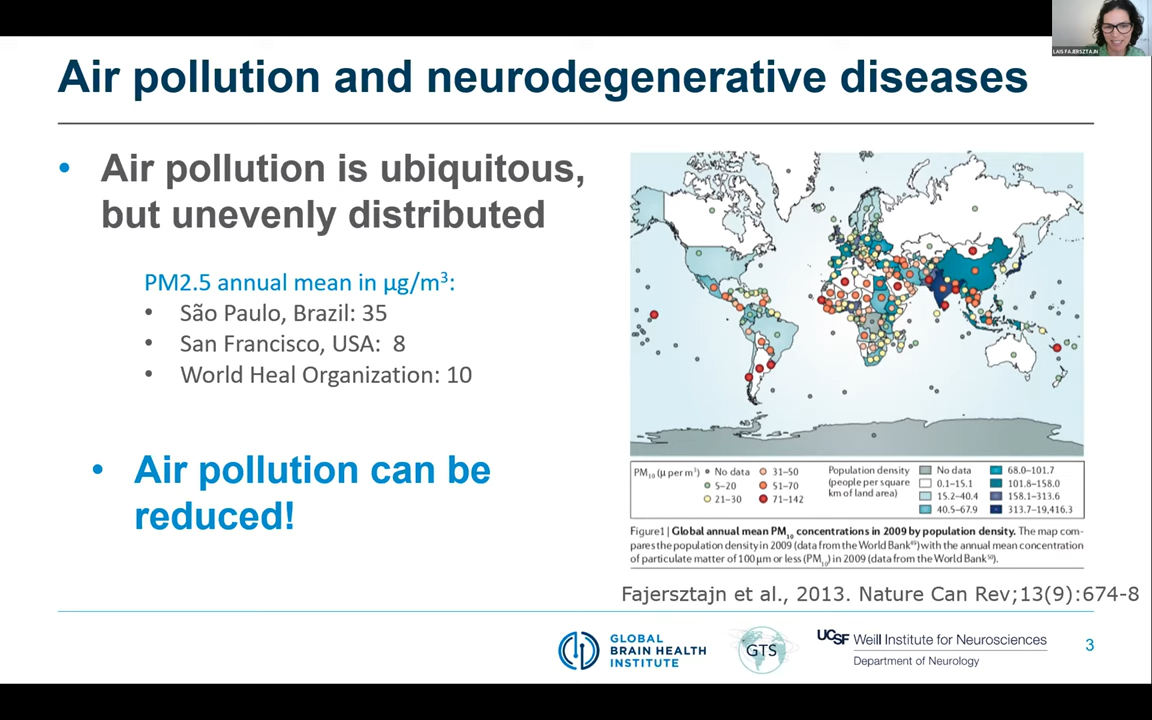 LAIS FAJERSZTAJN
Air pollution and neurodegenerative diseases
• Air pollution is ubiquitous,
but unevenly distributed
PM2.5 annual mean in µg/m³:
• São Paulo, Brazil: 35
• San Francisco, USA: 8
• World Heal Organization: 10
• Air pollution can be
reduced!
PM₁₀ (µ per m³)
No data
5–20
21–30
31–50
51–70
71–142
Population density
(people per square
km of land area)
No data
0.1–15.1
15.2–40.4
40.5–67.9
68.0–101.7
101.8–158.0
158.1–313.6
313.7–19,416.3
Figure1 | Global annual mean PM₁₀ concentrations in 2009 by population density. The map com-
pares the population density in 2009 (data from the World Bank⁴⁹) with the annual mean concentration
of particulate matter of 100 µm or less (PM₁₀) in 2009 (data from the World Bank⁵⁰).
Fajersztajn et al., 2013. Nature Can Rev;13(9):674-8
GLOBAL
BRAIN HEALTH
INSTITUTE
GTS
UCSF Weill Institute for Neurosciences
Department of Neurology
3